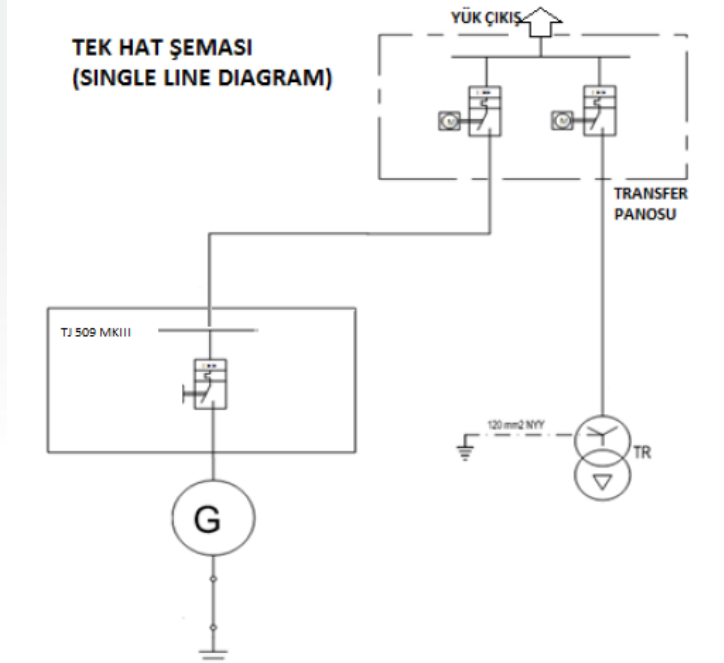 YÜK ÇIKIŞ
TEK HAT ŞEMASI
(SINGLE LINE DIAGRAM)
TRANSFER
PANOSU
TJ 509 MKIII
120 mm2 NYY
TR
G